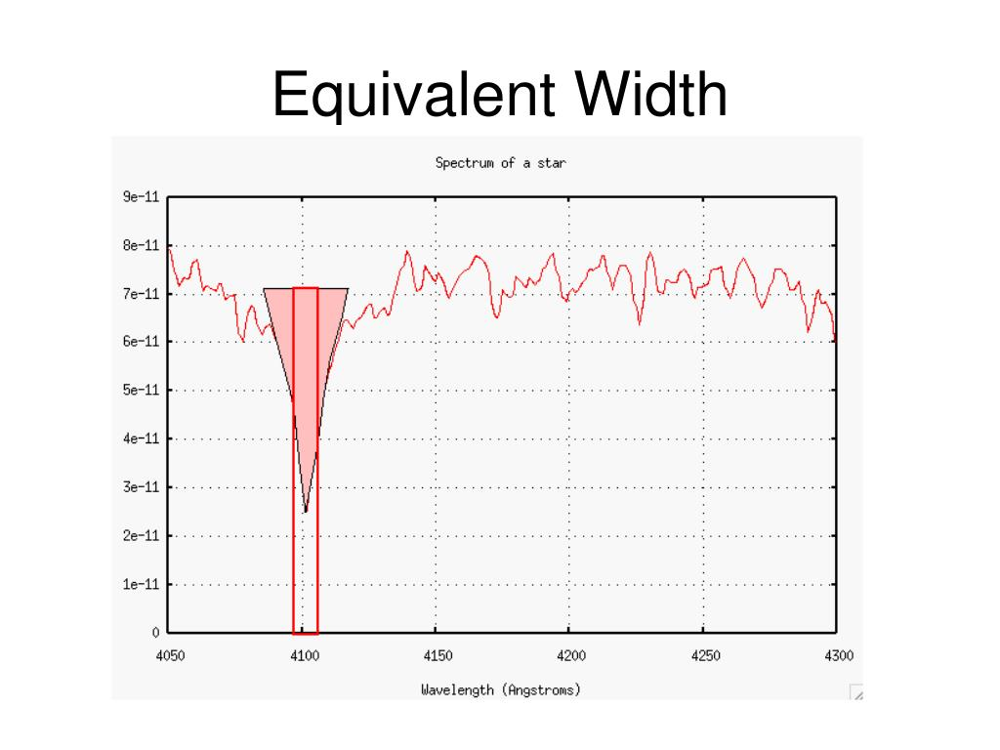 Equivalent Width
Spectrum of a star
9e-11
8e-11
7e-11
6e-11
5e-11
4e-11
3e-11
2e-11
1e-11
0
4050 4100 4150 4200 4250 4300
Wavelength (Angstroms)